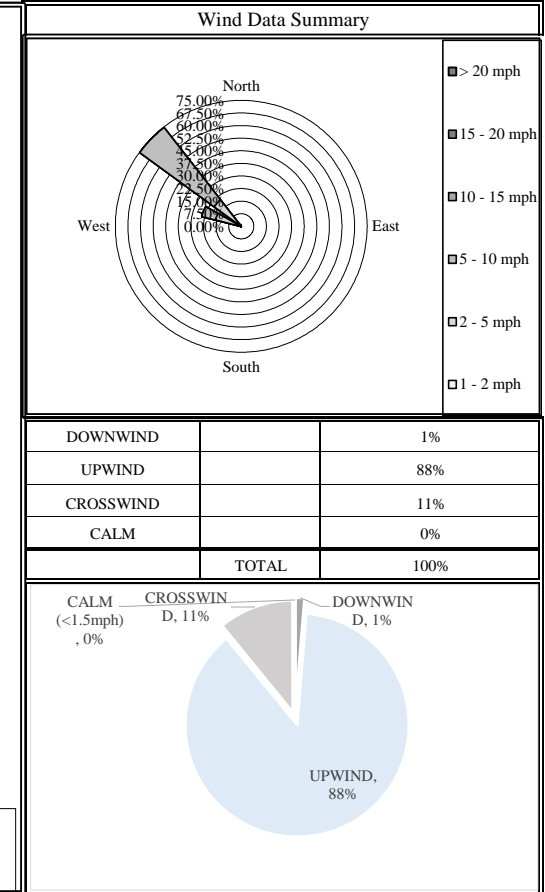 Wind Data Summary
North
75.00%
67.50%
60.00%
52.50%
45.00%
37.50%
30.00%
22.50%
15.00%
7.50%
0.00%
West
East
South
> 20 mph
15 - 20 mph
10 - 15 mph
5 - 10 mph
2 - 5 mph
1 - 2 mph
DOWNWIND 1%
UPWIND 88%
CROSSWIND 11%
CALM 0%
TOTAL 100%
CALM
(<1.5mph)
, 0%
CROSSWIN
D, 11%
DOWNWIN
D, 1%
UPWIND,
88%